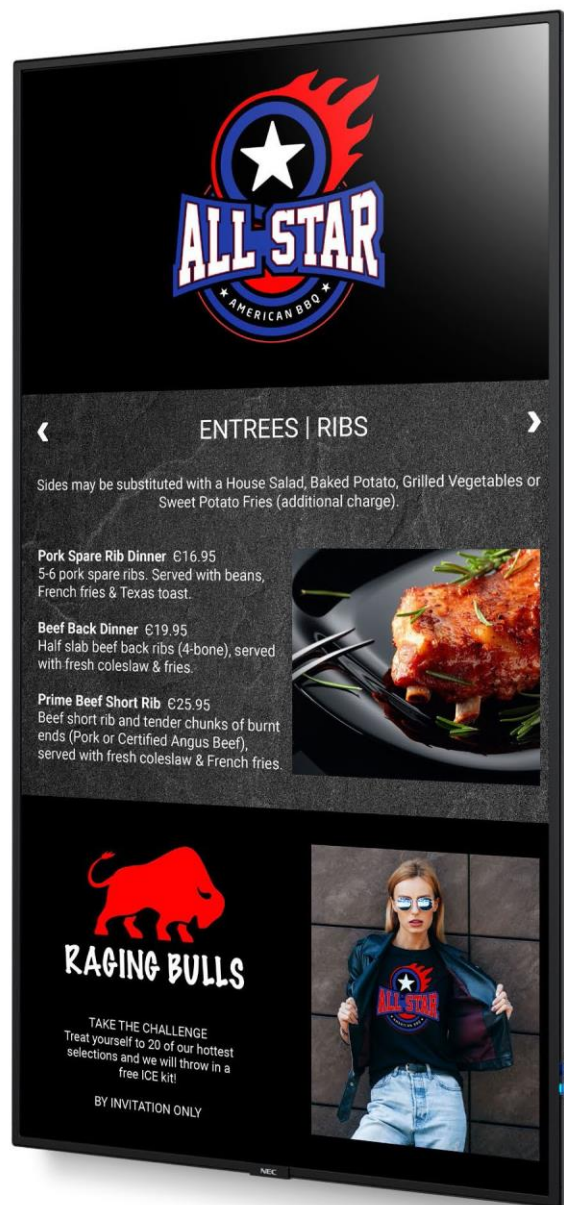 ALL STAR
★ AMERICAN BBQ ★
‹ ENTREES | RIBS ›
Sides may be substituted with a House Salad, Baked Potato, Grilled Vegetables or
Sweet Potato Fries (additional charge).
Pork Spare Rib Dinner €16.95
5-6 pork spare ribs. Served with beans,
French fries & Texas toast.
Beef Back Dinner €19.95
Half slab beef back ribs (4-bone), served
with fresh coleslaw & fries.
Prime Beef Short Rib €25.95
Beef short rib and tender chunks of burnt
ends (Pork or Certified Angus Beef),
served with fresh coleslaw & French fries.
RAGING BULLS
TAKE THE CHALLENGE
Treat yourself to 20 of our hottest
selections and we will throw in a
free ICE kit!
BY INVITATION ONLY
ALL STAR
AMERICAN BBQ
NEC